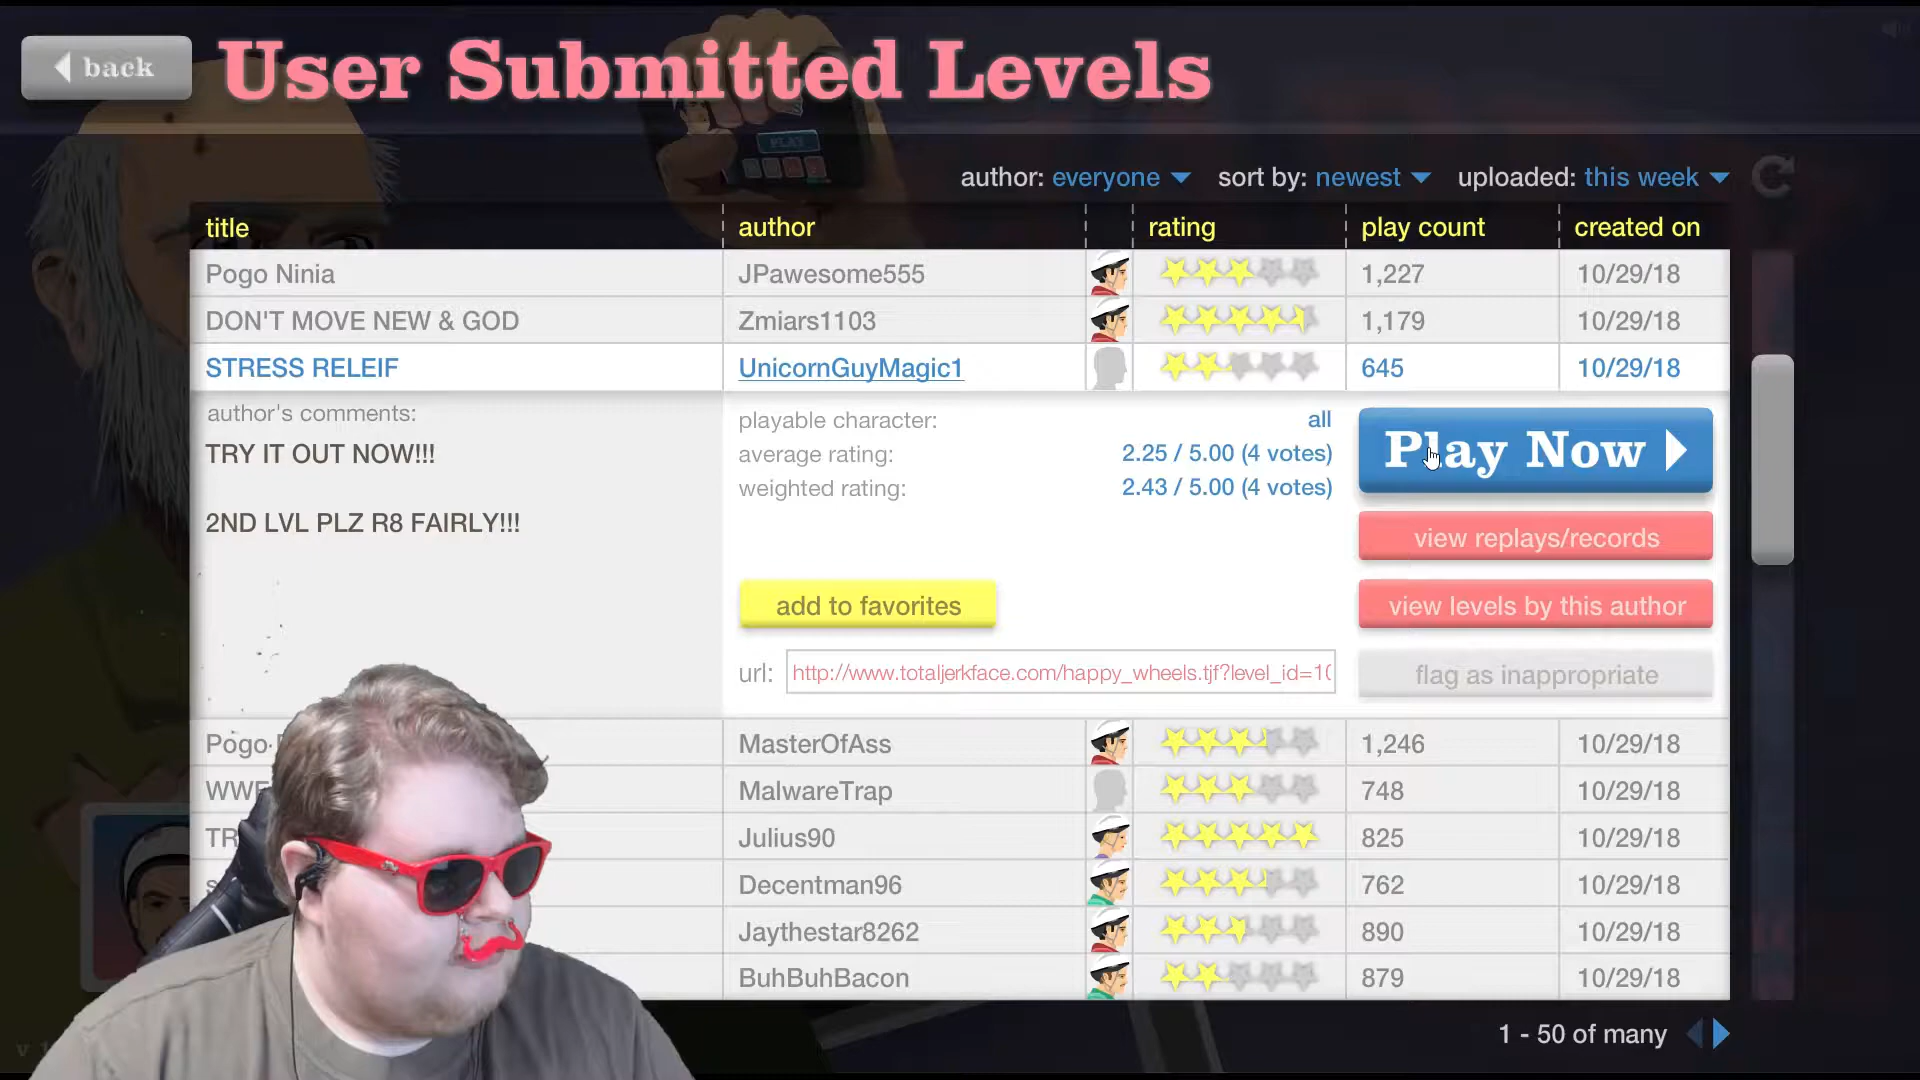 back
User Submitted Levels
PLAY
author: everyone sort by: newest uploaded: this week
title author rating play count created on
Pogo Ninia JPawesome555 1,227 10/29/18
DON'T MOVE NEW & GOD Zmiars1103 1,179 10/29/18
STRESS RELEIF UnicornGuyMagic1 645 10/29/18
author's comments:
TRY IT OUT NOW!!!
2ND LVL PLZ R8 FAIRLY!!!
playable character: all
average rating: 2.25 / 5.00 (4 votes)
weighted rating: 2.43 / 5.00 (4 votes)
add to favorites
url: http://www.totaljerkface.com/happy_wheels.tjf?level_id=10
Play Now
view replays/records
view levels by this author
flag as inappropriate
Pogo MasterOfAss 1,246 10/29/18
WWE MalwareTrap 748 10/29/18
TR Julius90 825 10/29/18
Decentman96 762 10/29/18
Jaythestar8262 890 10/29/18
BuhBuhBacon 879 10/29/18
1 - 50 of many